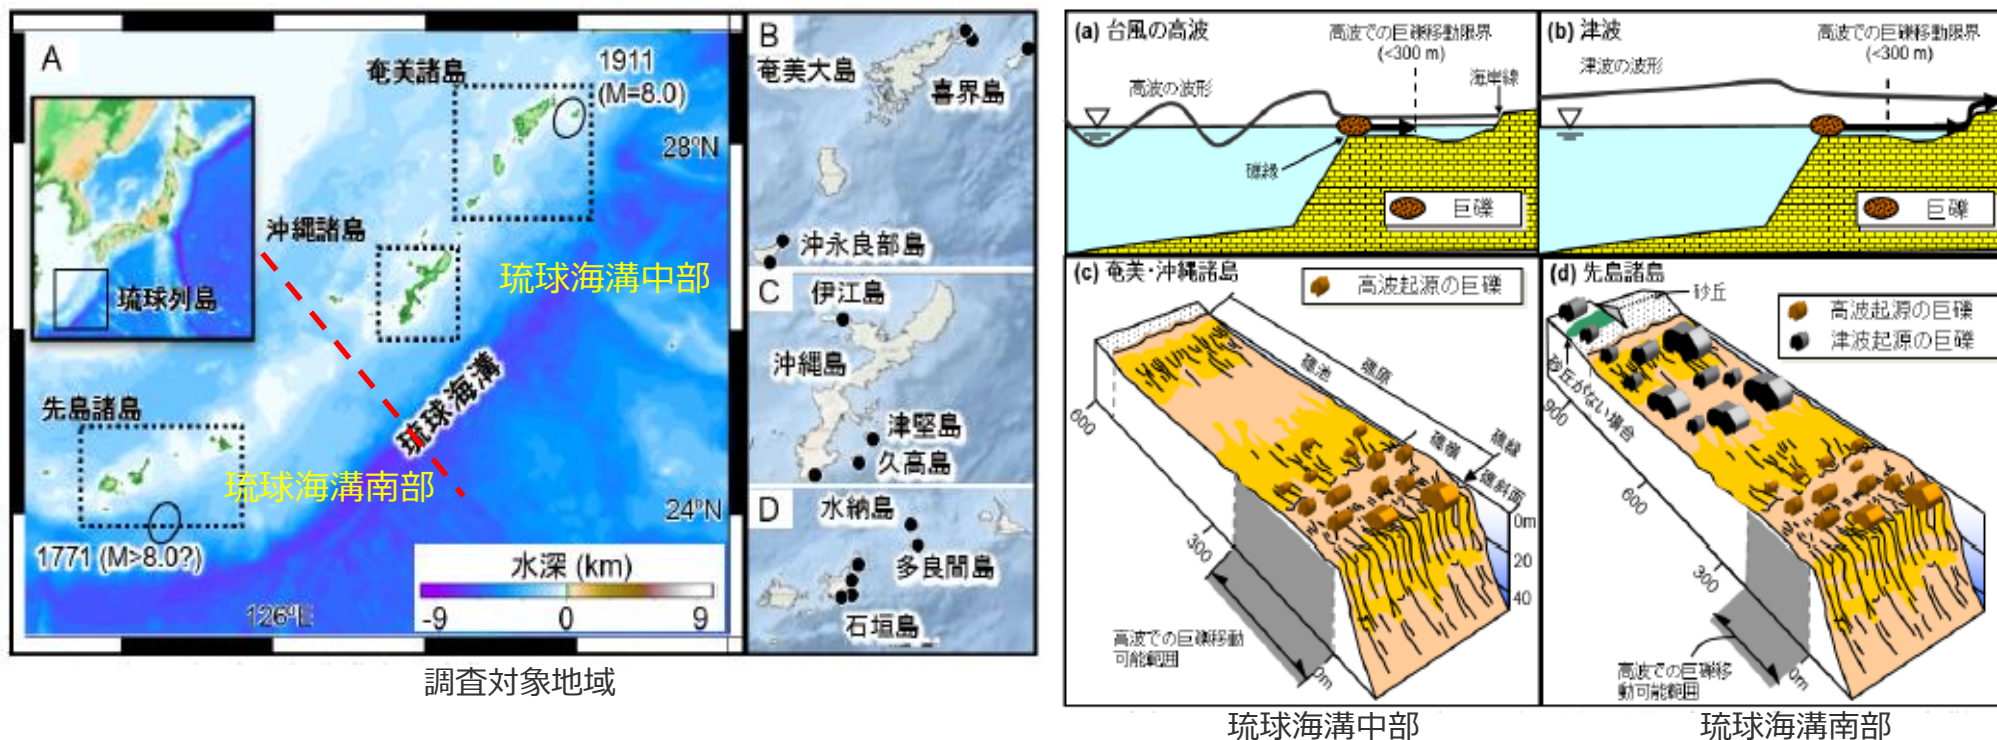 A
奄美諸島
1911
(M=8.0)
28°N
沖縄諸島
琉球海溝中部
琉球列島
琉球海溝
先島諸島
琉球海溝南部
24°N
1771 (M>8.0?)
水深 (km)
-9 0 9
126°E
B
奄美大島
喜界島
沖永良部島
C
伊江島
沖縄島
津堅島
久高島
D
水納島
多良間島
石垣島
調査対象地域
(a) 台風の高波
高波での巨礫移動限界
(<300 m)
海岸線
高波の波形
礁縁
巨礫
(b) 津波
高波での巨礫移動限界
(<300 m)
津波の波形
巨礫
(c) 奄美・沖縄諸島
高波起源の巨礫
礁池
礁原
礁嶺
礁縁
礁斜面
600
300
0m
0m
20
40
高波での巨礫移動
可能範囲
琉球海溝中部
(d) 先島諸島
砂丘
高波起源の巨礫
津波起源の巨礫
砂丘がない場合
900
600
300
0m
高波での巨礫移
動可能範囲
琉球海溝南部